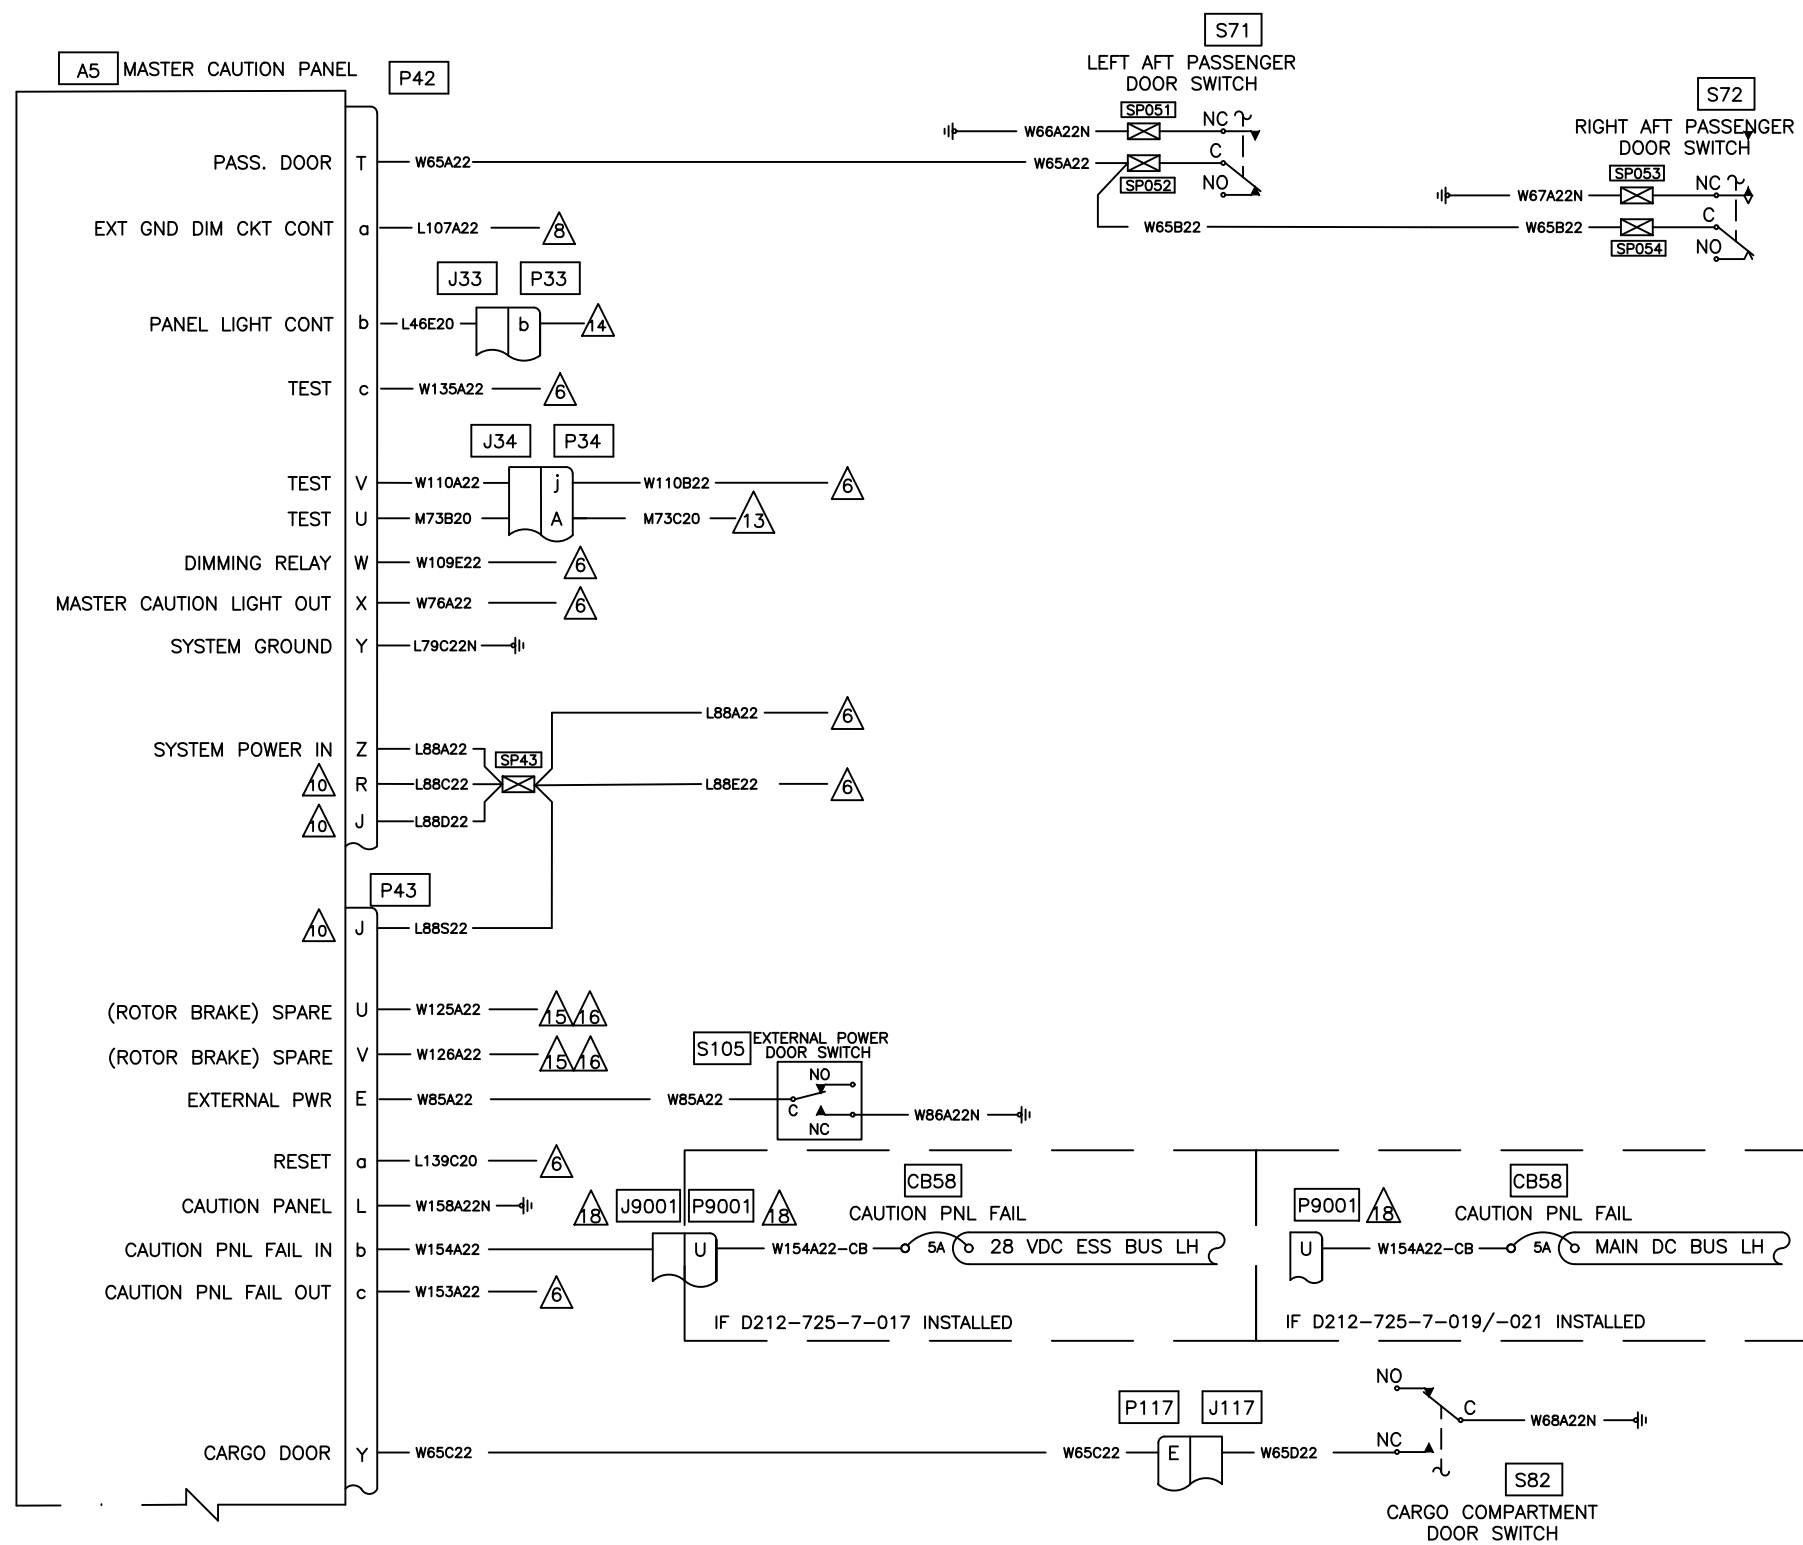 S71
A5 MASTER CAUTION PANEL P42
LEFT AFT PASSENGER
DOOR SWITCH
S72
SP051
RIGHT AFT PASSENGER
DOOR SWITCH
W66A22N NC
PASS. DOOR T W65A22 W65A22 C
SP052 NO
SP053
W67A22N NC
EXT GND DIM CKT CONT a L107A22 8 W65B22 W65B22 C
SP054 NO
J33 P33
PANEL LIGHT CONT b L46E20 b 14
TEST c W135A22 6
J34 P34
TEST V W110A22 j W110B22 6
TEST U M73B20 A M73C20 13
DIMMING RELAY W W109E22 6
MASTER CAUTION LIGHT OUT X W76A22 6
SYSTEM GROUND Y L79C22N
L88A22 6
SYSTEM POWER IN Z L88A22 SP43
10 R L88C22 L88E22 6
10 J L88D22
P43
10 J L88S22
(ROTOR BRAKE) SPARE U W125A22 15 16
S105 EXTERNAL POWER
DOOR SWITCH
(ROTOR BRAKE) SPARE V W126A22 15 16
NO
EXTERNAL PWR E W85A22 W85A22 C W86A22N
NC
RESET a L139C20 6
CB58 CB58
CAUTION PANEL L W158A22N 18 J9001 P9001 18 CAUTION PNL FAIL P9001 18 CAUTION PNL FAIL
CAUTION PNL FAIL IN b W154A22 U W154A22-CB 5A 28 VDC ESS BUS LH U W154A22-CB 5A MAIN DC BUS LH
CAUTION PNL FAIL OUT c W153A22 6
IF D212-725-7-017 INSTALLED IF D212-725-7-019/-021 INSTALLED
NO
P117 J117 C W68A22N
CARGO DOOR Y W65C22 W65C22 E W65D22 NC
S82
CARGO COMPARTMENT
DOOR SWITCH